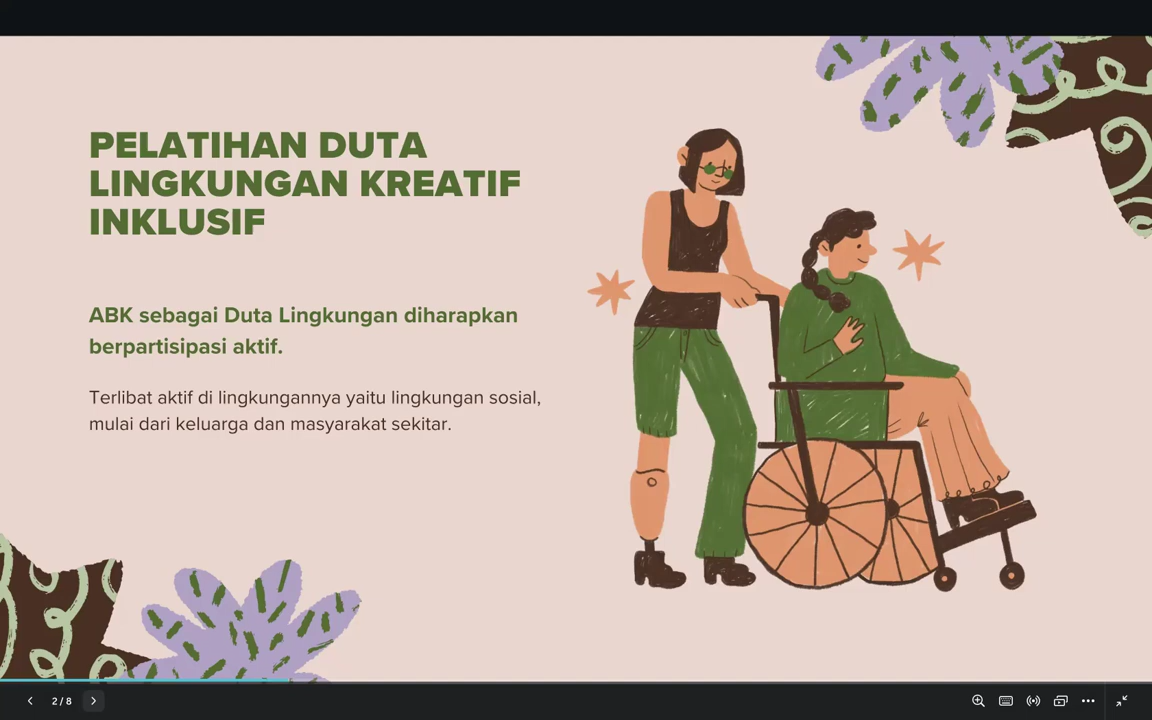 PELATIHAN DUTA
LINGKUNGAN KREATIF
INKLUSIF
ABK sebagai Duta Lingkungan diharapkan
berpartisipasi aktif.
Terlibat aktif di lingkungannya yaitu lingkungan sosial,
mulai dari keluarga dan masyarakat sekitar.
2 / 8